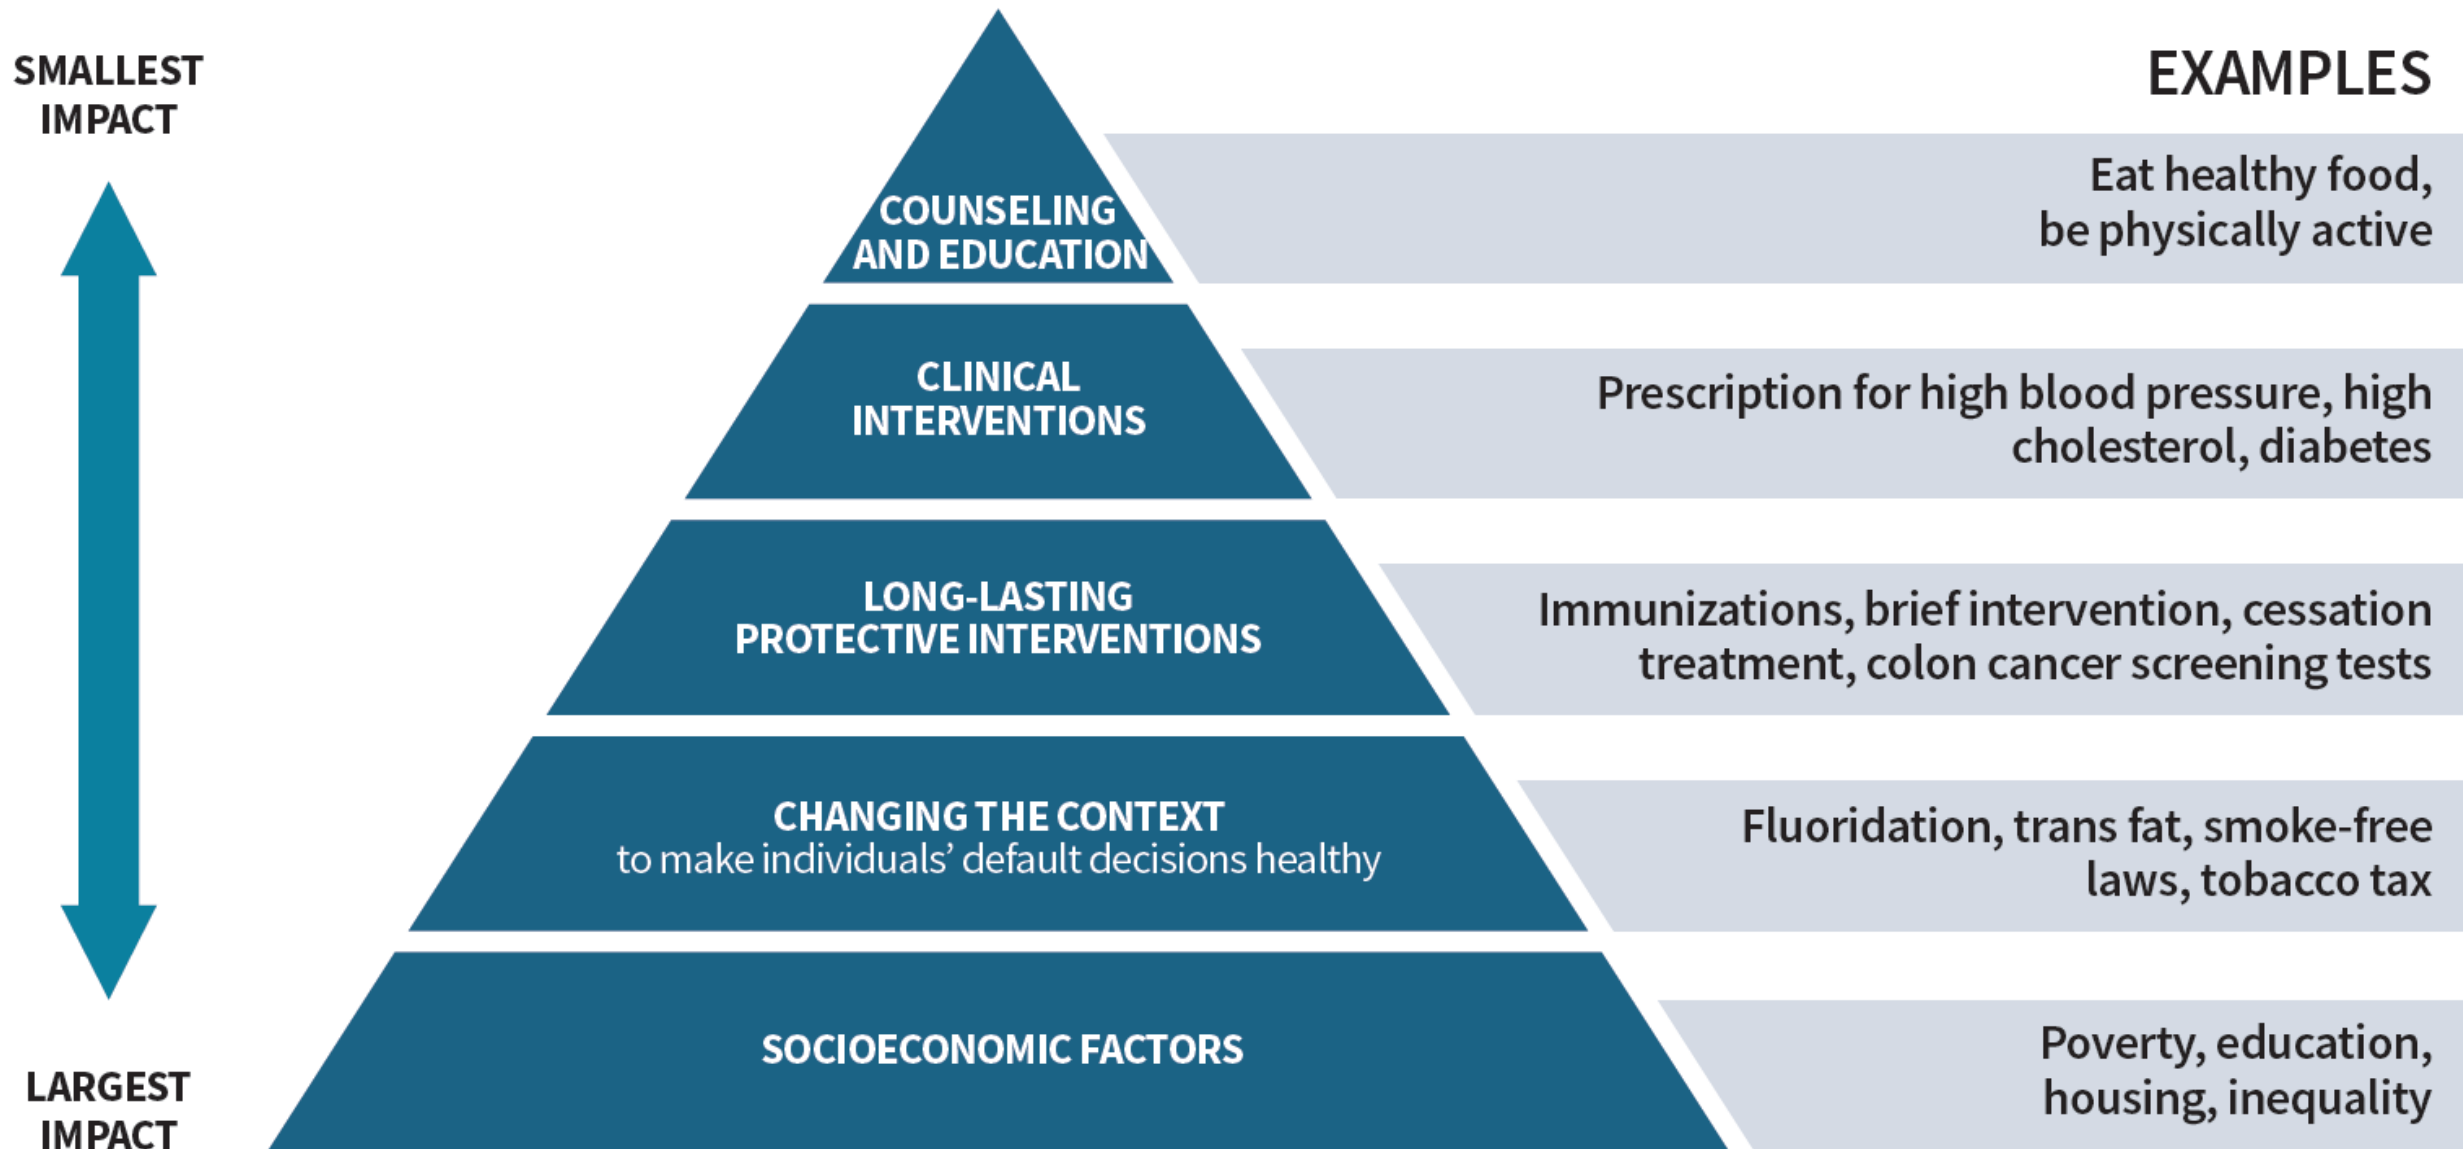 SMALLEST
IMPACT
EXAMPLES
COUNSELING
AND EDUCATION
Eat healthy food,
be physically active
CLINICAL
INTERVENTIONS
Prescription for high blood pressure, high
cholesterol, diabetes
LONG-LASTING
PROTECTIVE INTERVENTIONS
Immunizations, brief intervention, cessation
treatment, colon cancer screening tests
CHANGING THE CONTEXT
to make individuals’ default decisions healthy
Fluoridation, trans fat, smoke-free
laws, tobacco tax
SOCIOECONOMIC FACTORS
Poverty, education,
housing, inequality
LARGEST
IMPACT